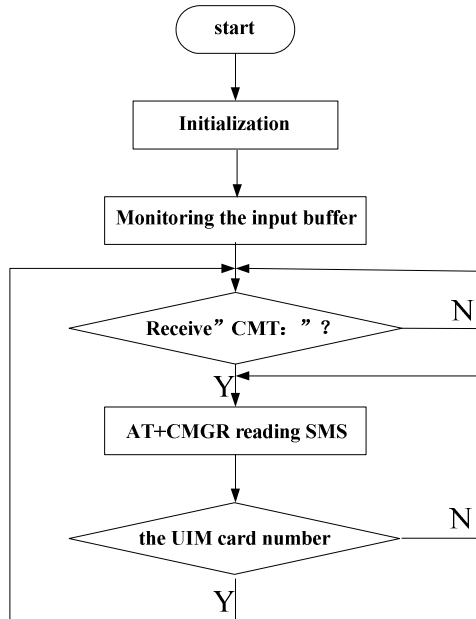 start
Initialization
Monitoring the input buffer
Receive” CMT： ” ?
N
Y
AT+CMGR reading SMS
the UIM card number
N
Y